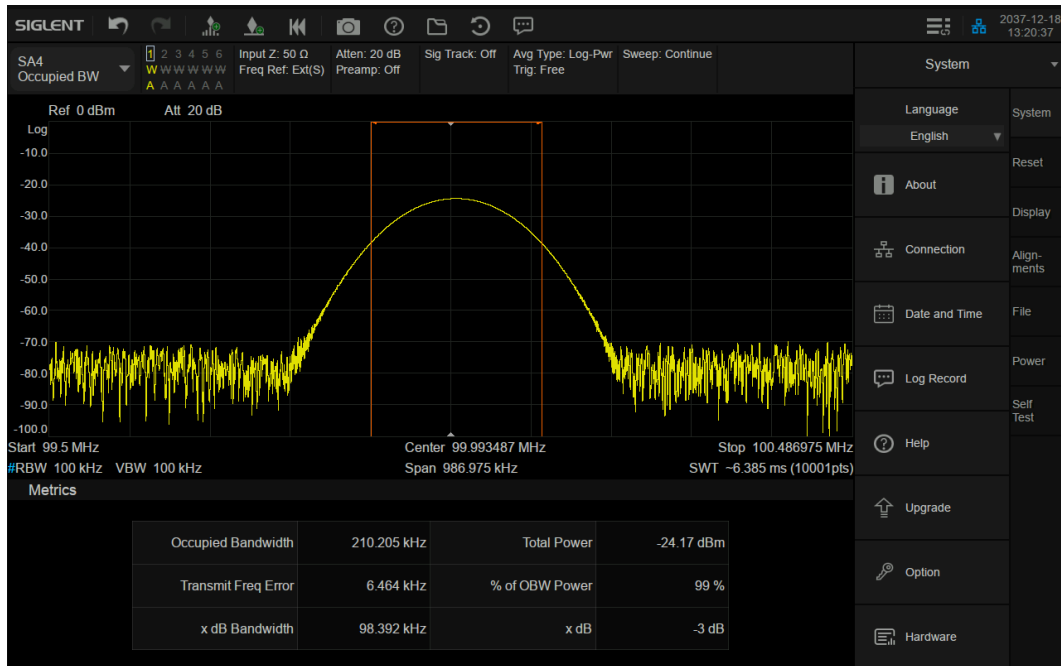 SIGLENT
2037-12-18
13:20:37
SA4
Occupied BW
1 2 3 4 5 6
W W W W W W
A A A A A A
Input Z: 50 Ω
Freq Ref: Ext(S)
Atten: 20 dB
Preamp: Off
Sig Track: Off
Avg Type: Log-Pwr
Trig: Free
Sweep: Continue
Ref 0 dBm Att 20 dB
Log
-10.0
-20.0
-30.0
-40.0
-50.0
-60.0
-70.0
-80.0
-90.0
-100.0
Start 99.5 MHz Center 99.993487 MHz Stop 100.486975 MHz
#RBW 100 kHz VBW 100 kHz Span 986.975 kHz SWT ~6.385 ms (10001pts)
Metrics
Occupied Bandwidth 210.205 kHz Total Power -24.17 dBm
Transmit Freq Error 6.464 kHz % of OBW Power 99 %
x dB Bandwidth 98.392 kHz x dB -3 dB
System
Language
English
About
Connection
Date and Time
Log Record
Help
Upgrade
Option
Hardware
System
Reset
Display
Align-
ments
File
Power
Self
Test